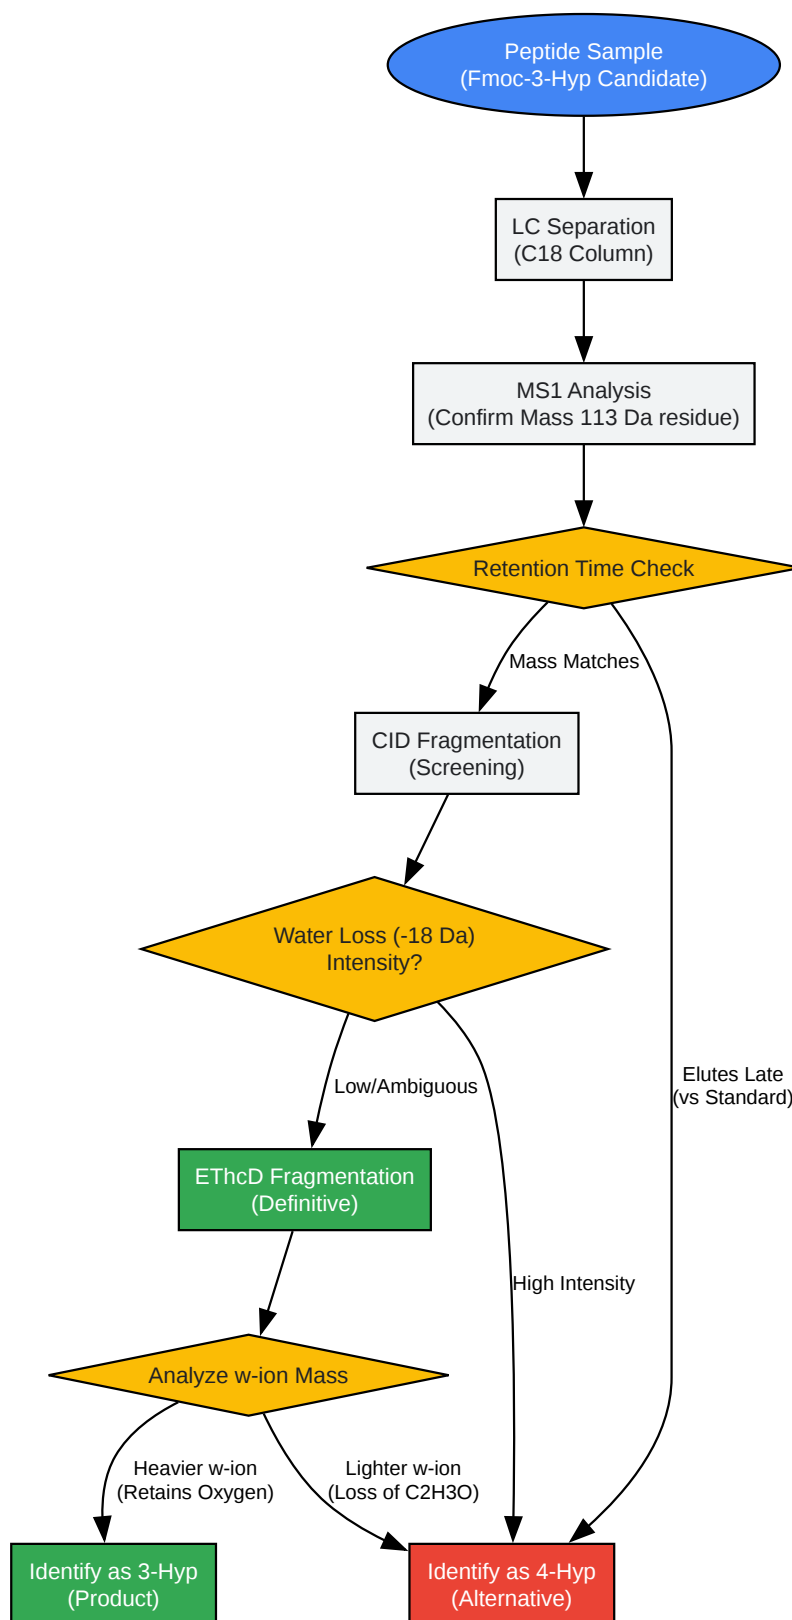 Peptide Sample
(Fmoc-3-Hyp Candidate)
LC Separation
(C18 Column)
MS1 Analysis
(Confirm Mass 113 Da residue)
Retention Time Check
Mass Matches
CID Fragmentation
(Screening)
Water Loss (-18 Da)
Intensity?
Elutes Late
(vs Standard)
Low/Ambiguous
EThcD Fragmentation
(Definitive)
High Intensity
Analyze w-ion Mass
Heavier w-ion
(Retains Oxygen)
Lighter w-ion
(Loss of C2H3O)
Identify as 3-Hyp
(Product)
Identify as 4-Hyp
(Alternative)